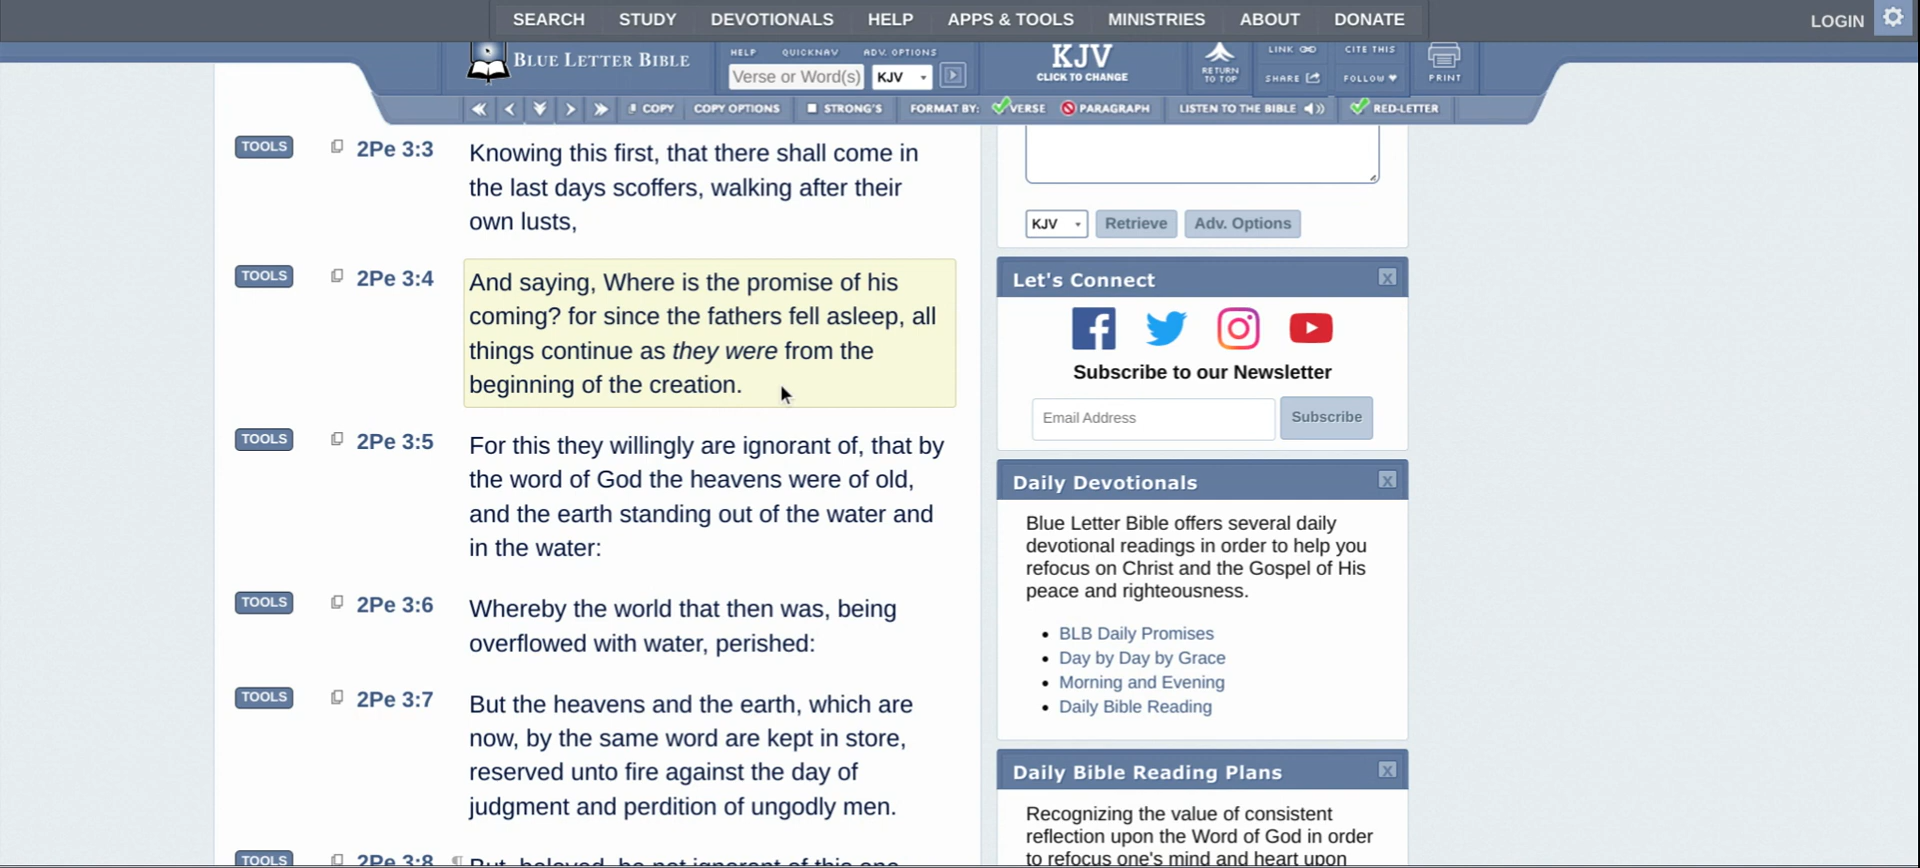 SEARCH STUDY DEVOTIONALS HELP APPS & TOOLS MINISTRIES ABOUT DONATE LOGIN
BLUE LETTER BIBLE
HELP QUICKNAV ADV. OPTIONS
Verse or Word(s) KJV
KJV
CLICK TO CHANGE
RETURN
TO TOP
LINK CITE THIS
SHARE FOLLOW
PRINT
COPY COPY OPTIONS STRONG'S FORMAT BY: VERSE PARAGRAPH LISTEN TO THE BIBLE RED-LETTER
TOOLS 2Pe 3:3 Knowing this first, that there shall come in
the last days scoffers, walking after their
own lusts,
TOOLS 2Pe 3:4 And saying, Where is the promise of his
coming? for since the fathers fell asleep, all
things continue as they were from the
beginning of the creation.
TOOLS 2Pe 3:5 For this they willingly are ignorant of, that by
the word of God the heavens were of old,
and the earth standing out of the water and
in the water:
TOOLS 2Pe 3:6 Whereby the world that then was, being
overflowed with water, perished:
TOOLS 2Pe 3:7 But the heavens and the earth, which are
now, by the same word are kept in store,
reserved unto fire against the day of
judgment and perdition of ungodly men.
TOOLS 2Pe 3:8 ¶ But, beloved, be not ignorant of this one
KJV Retrieve Adv. Options
Let's Connect X
Subscribe to our Newsletter
Email Address Subscribe
Daily Devotionals X
Blue Letter Bible offers several daily
devotional readings in order to help you
refocus on Christ and the Gospel of His
peace and righteousness.
• BLB Daily Promises
• Day by Day by Grace
• Morning and Evening
• Daily Bible Reading
Daily Bible Reading Plans X
Recognizing the value of consistent
reflection upon the Word of God in order
to refocus one's mind and heart upon